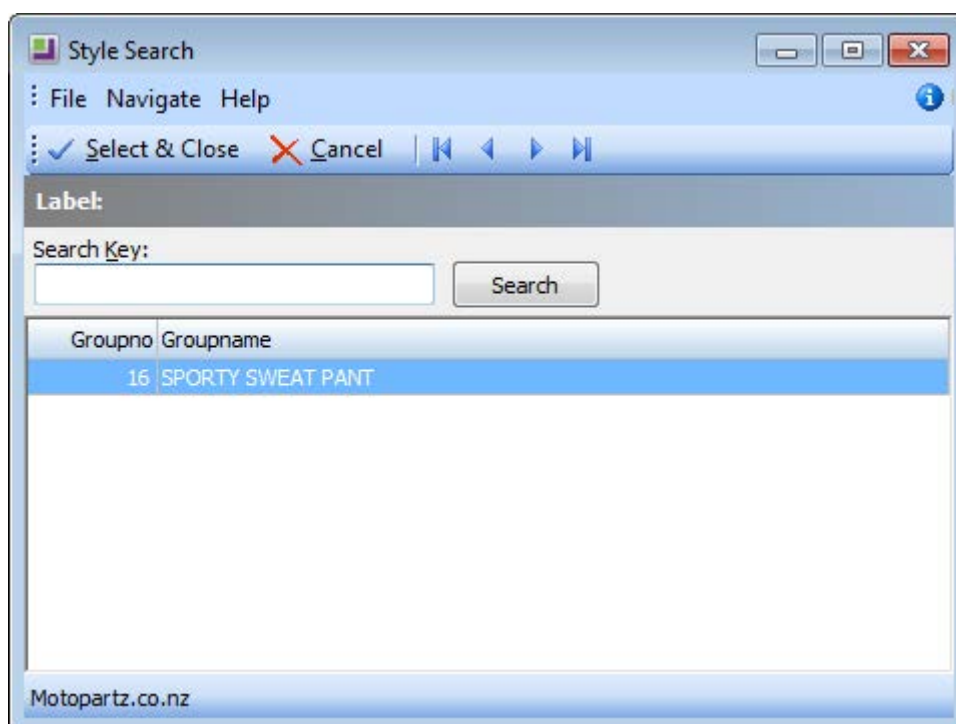 Style Search
File Navigate Help
Select & Close Cancel
Label:
Search Key:
Search
Groupno Groupname
16 SPORTY SWEAT PANT
Motopartz.co.nz